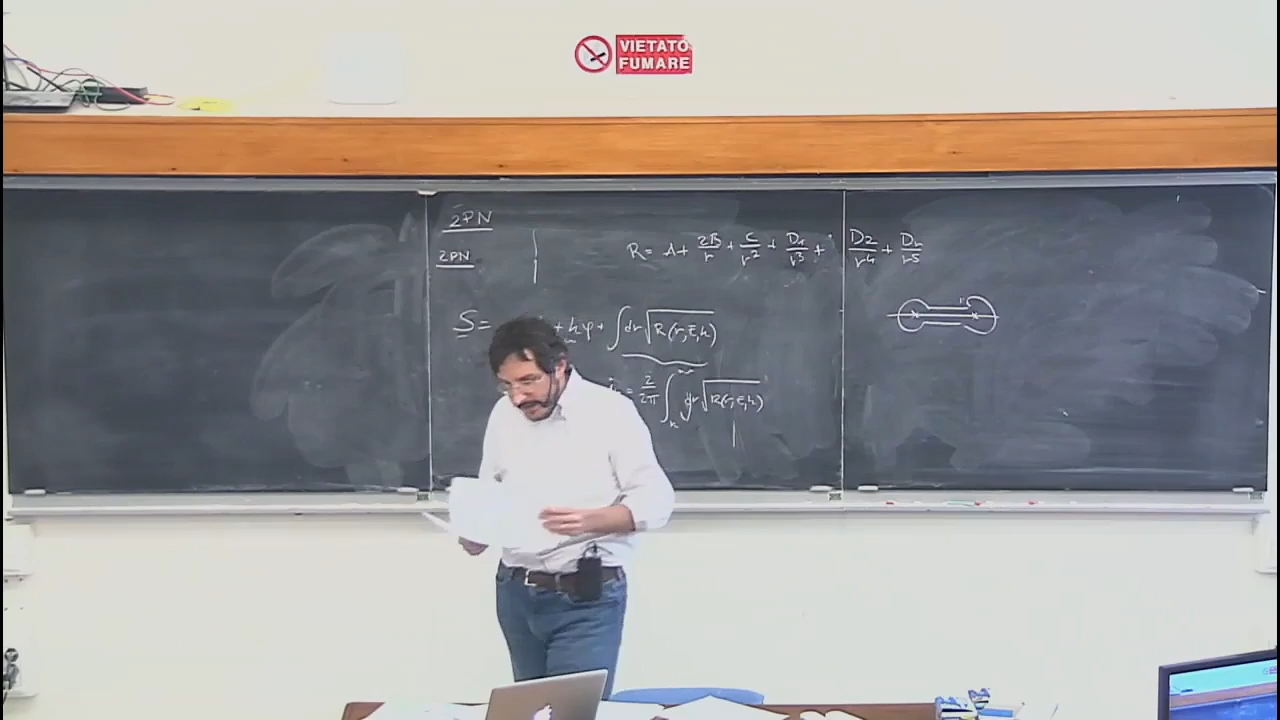 VIETATO
FUMARE
2PN
2PN
R = A + 2B/r + C/r² + D₁/r³ + D₂/r⁴ + D₃/r⁵
S = + hφ + ∫dr√R(r,E,h)
= 2/2π ∫ dr√R(r,E,h)